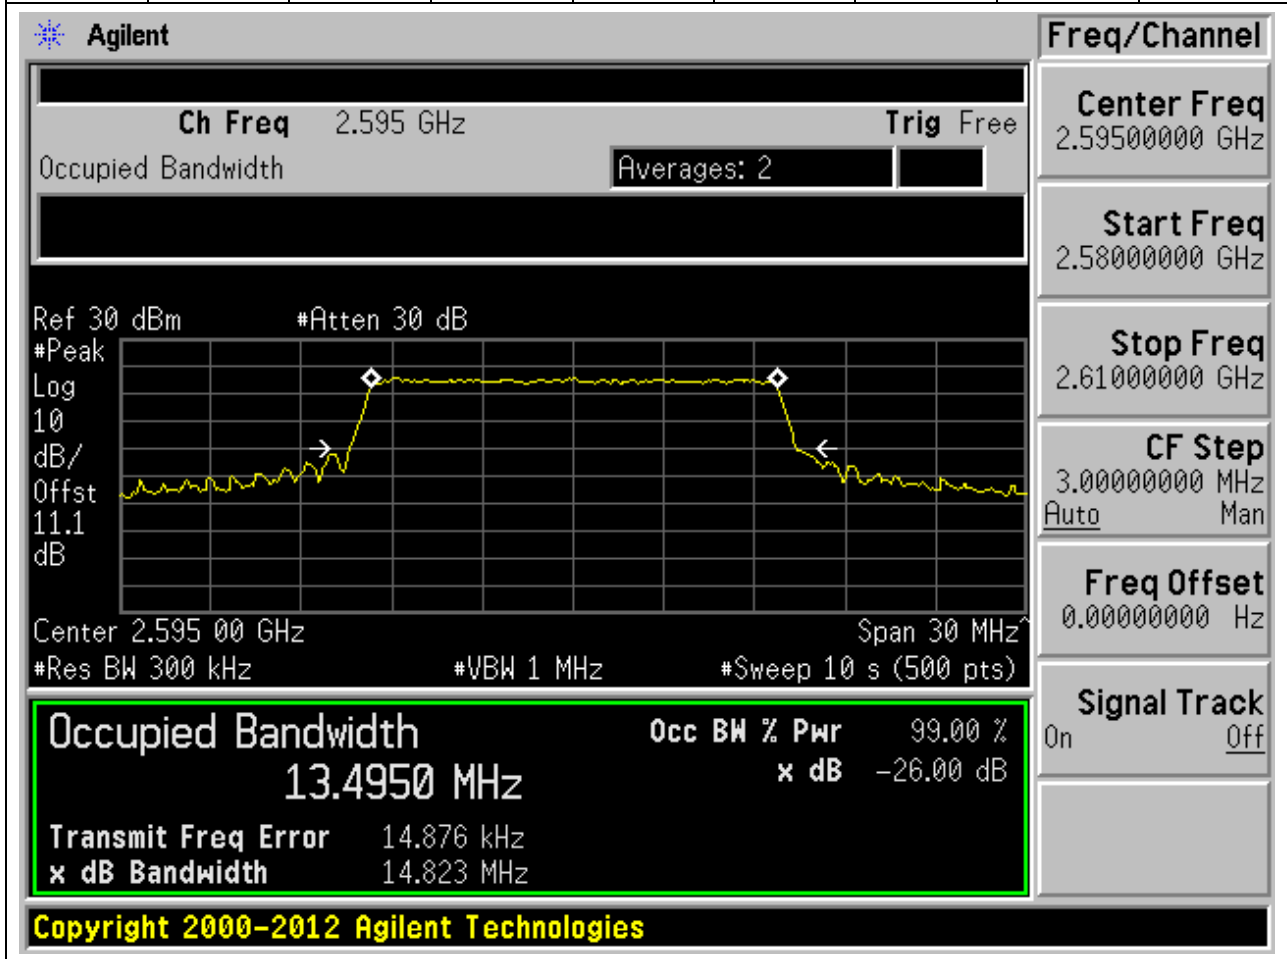 Agilent
Freq/Channel
Ch Freq 2.595 GHz Trig Free
Occupied Bandwidth Averages: 2
Center Freq
2.59500000 GHz
Start Freq
2.58000000 GHz
Stop Freq
2.61000000 GHz
CF Step
3.00000000 MHz
Auto Man
Freq Offset
0.00000000 Hz
Signal Track
On Off
Ref 30 dBm #Atten 30 dB
#Peak
Log
10
dB/
Offst
11.1
dB
Center 2.595 00 GHz Span 30 MHz^
#Res BW 300 kHz #VBW 1 MHz #Sweep 10 s (500 pts)
Occupied Bandwidth Occ BW % Pwr 99.00 %
13.4950 MHz x dB -26.00 dB
Transmit Freq Error 14.876 kHz
x dB Bandwidth 14.823 MHz
Copyright 2000-2012 Agilent Technologies